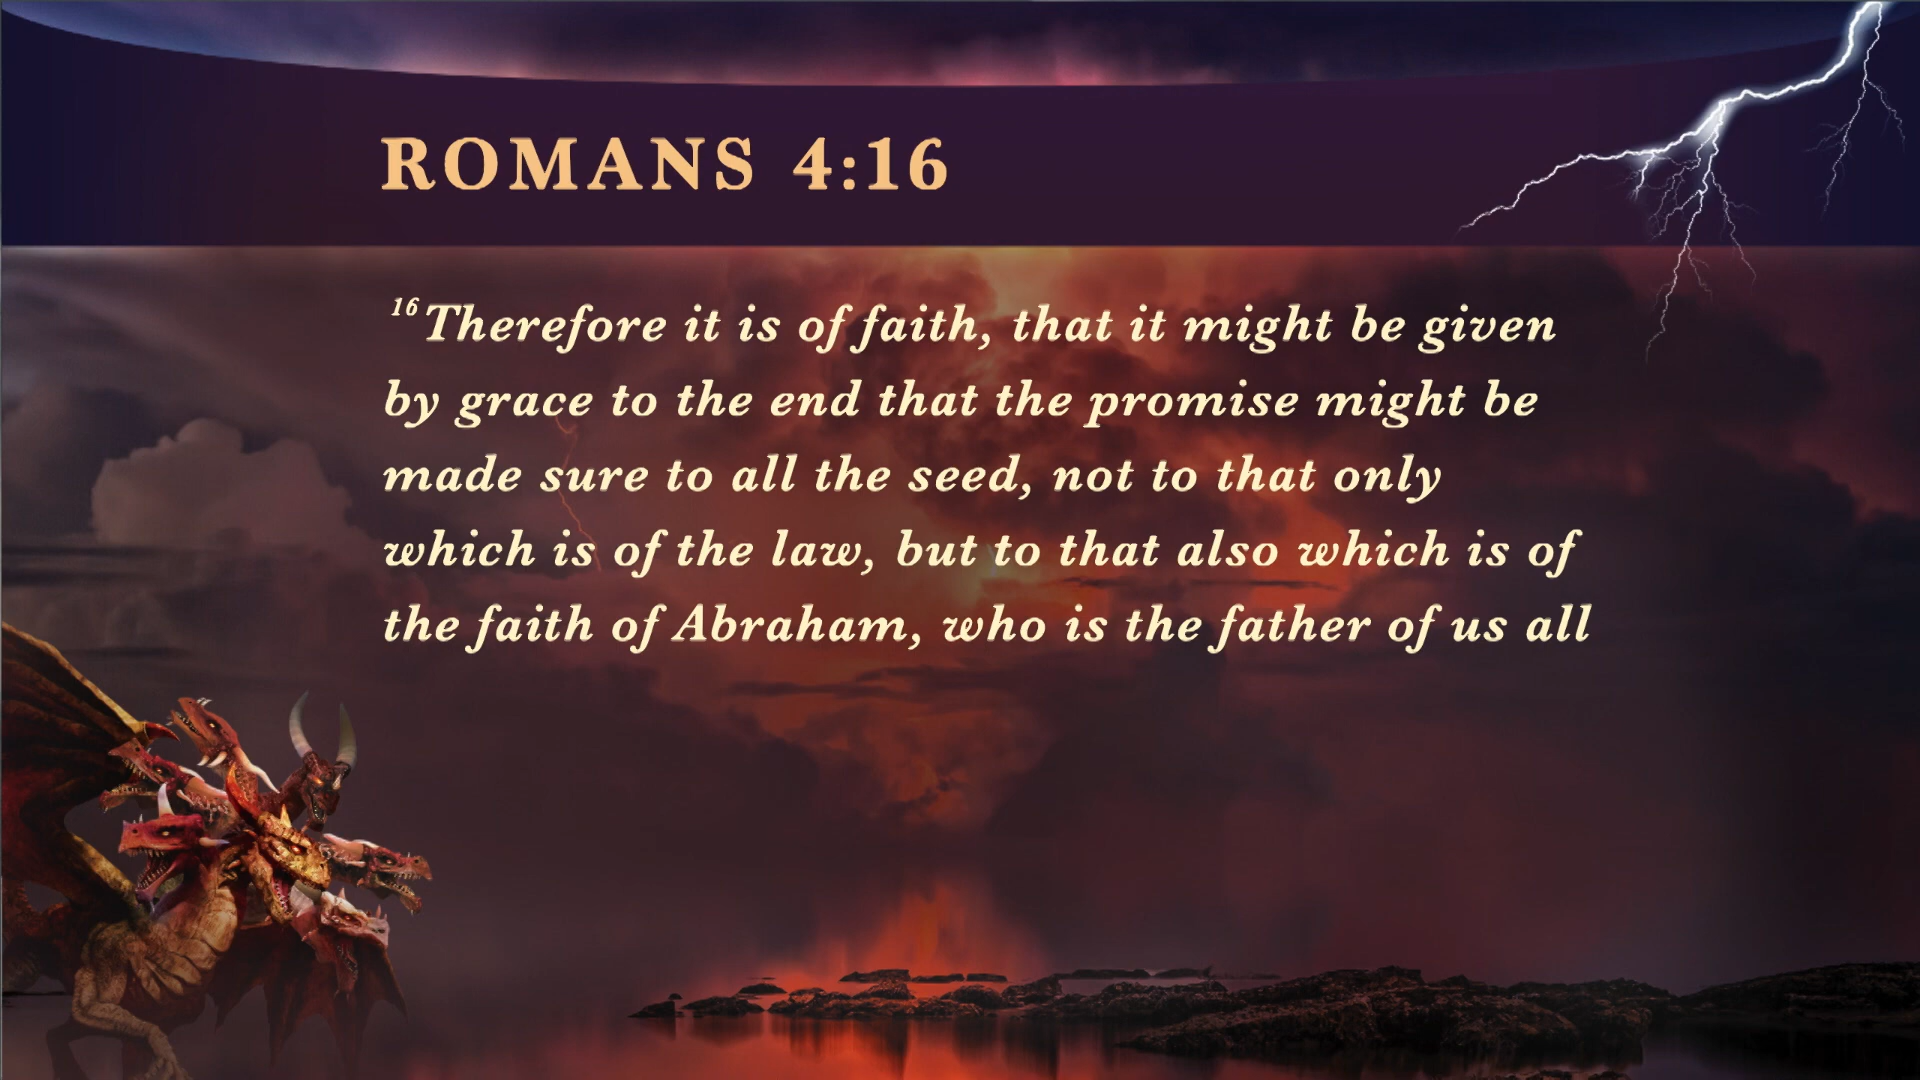 ROMANS 4:16
16 Therefore it is of faith, that it might be given
by grace to the end that the promise might be
made sure to all the seed, not to that only
which is of the law, but to that also which is of
the faith of Abraham, who is the father of us all